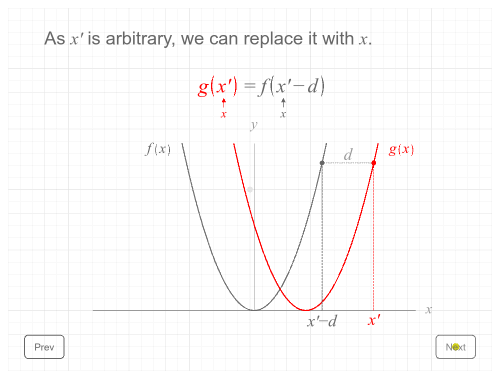 As x′ is arbitrary, we can replace it with x.
g(x′) = f(x′−d)
x x
y
f(x) d g(x)
x
x′−d x′
Prev Next